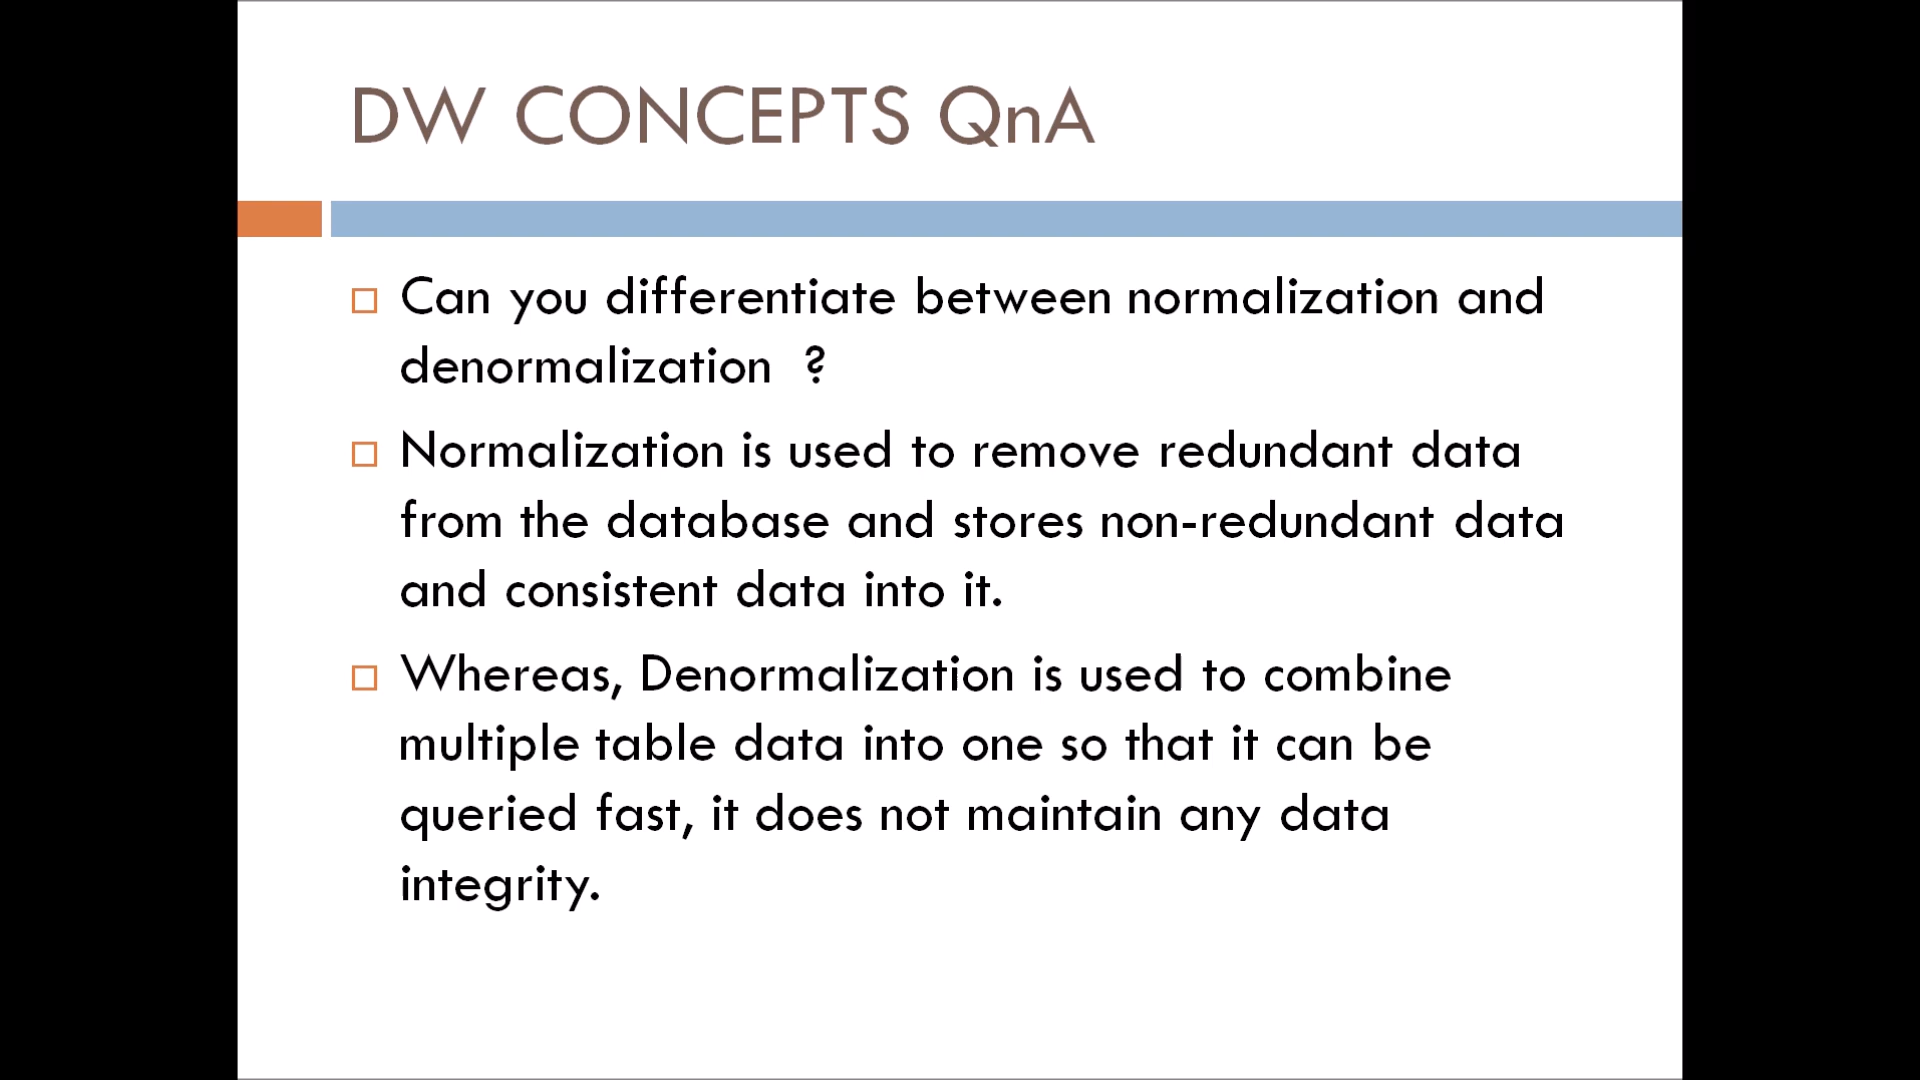 DW CONCEPTS QnA
Can you differentiate between normalization and
denormalization ?
Normalization is used to remove redundant data
from the database and stores non-redundant data
and consistent data into it.
Whereas, Denormalization is used to combine
multiple table data into one so that it can be
queried fast, it does not maintain any data
integrity.